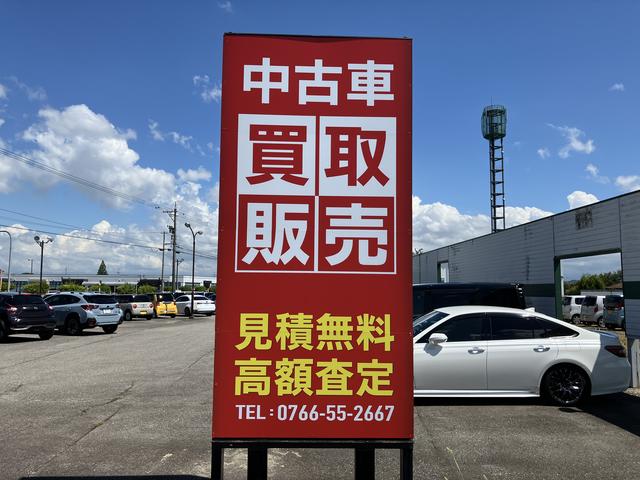 中古車
買取
販売
見積無料
高額査定
TEL:0766-55-2667